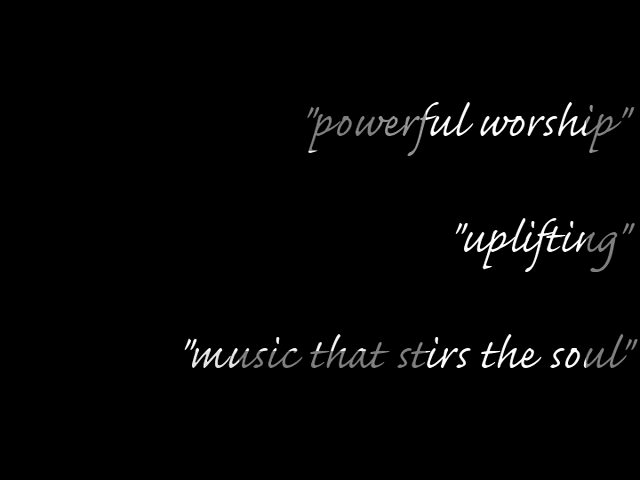 "powerful worship"
"uplifting"
"music that stirs the soul"